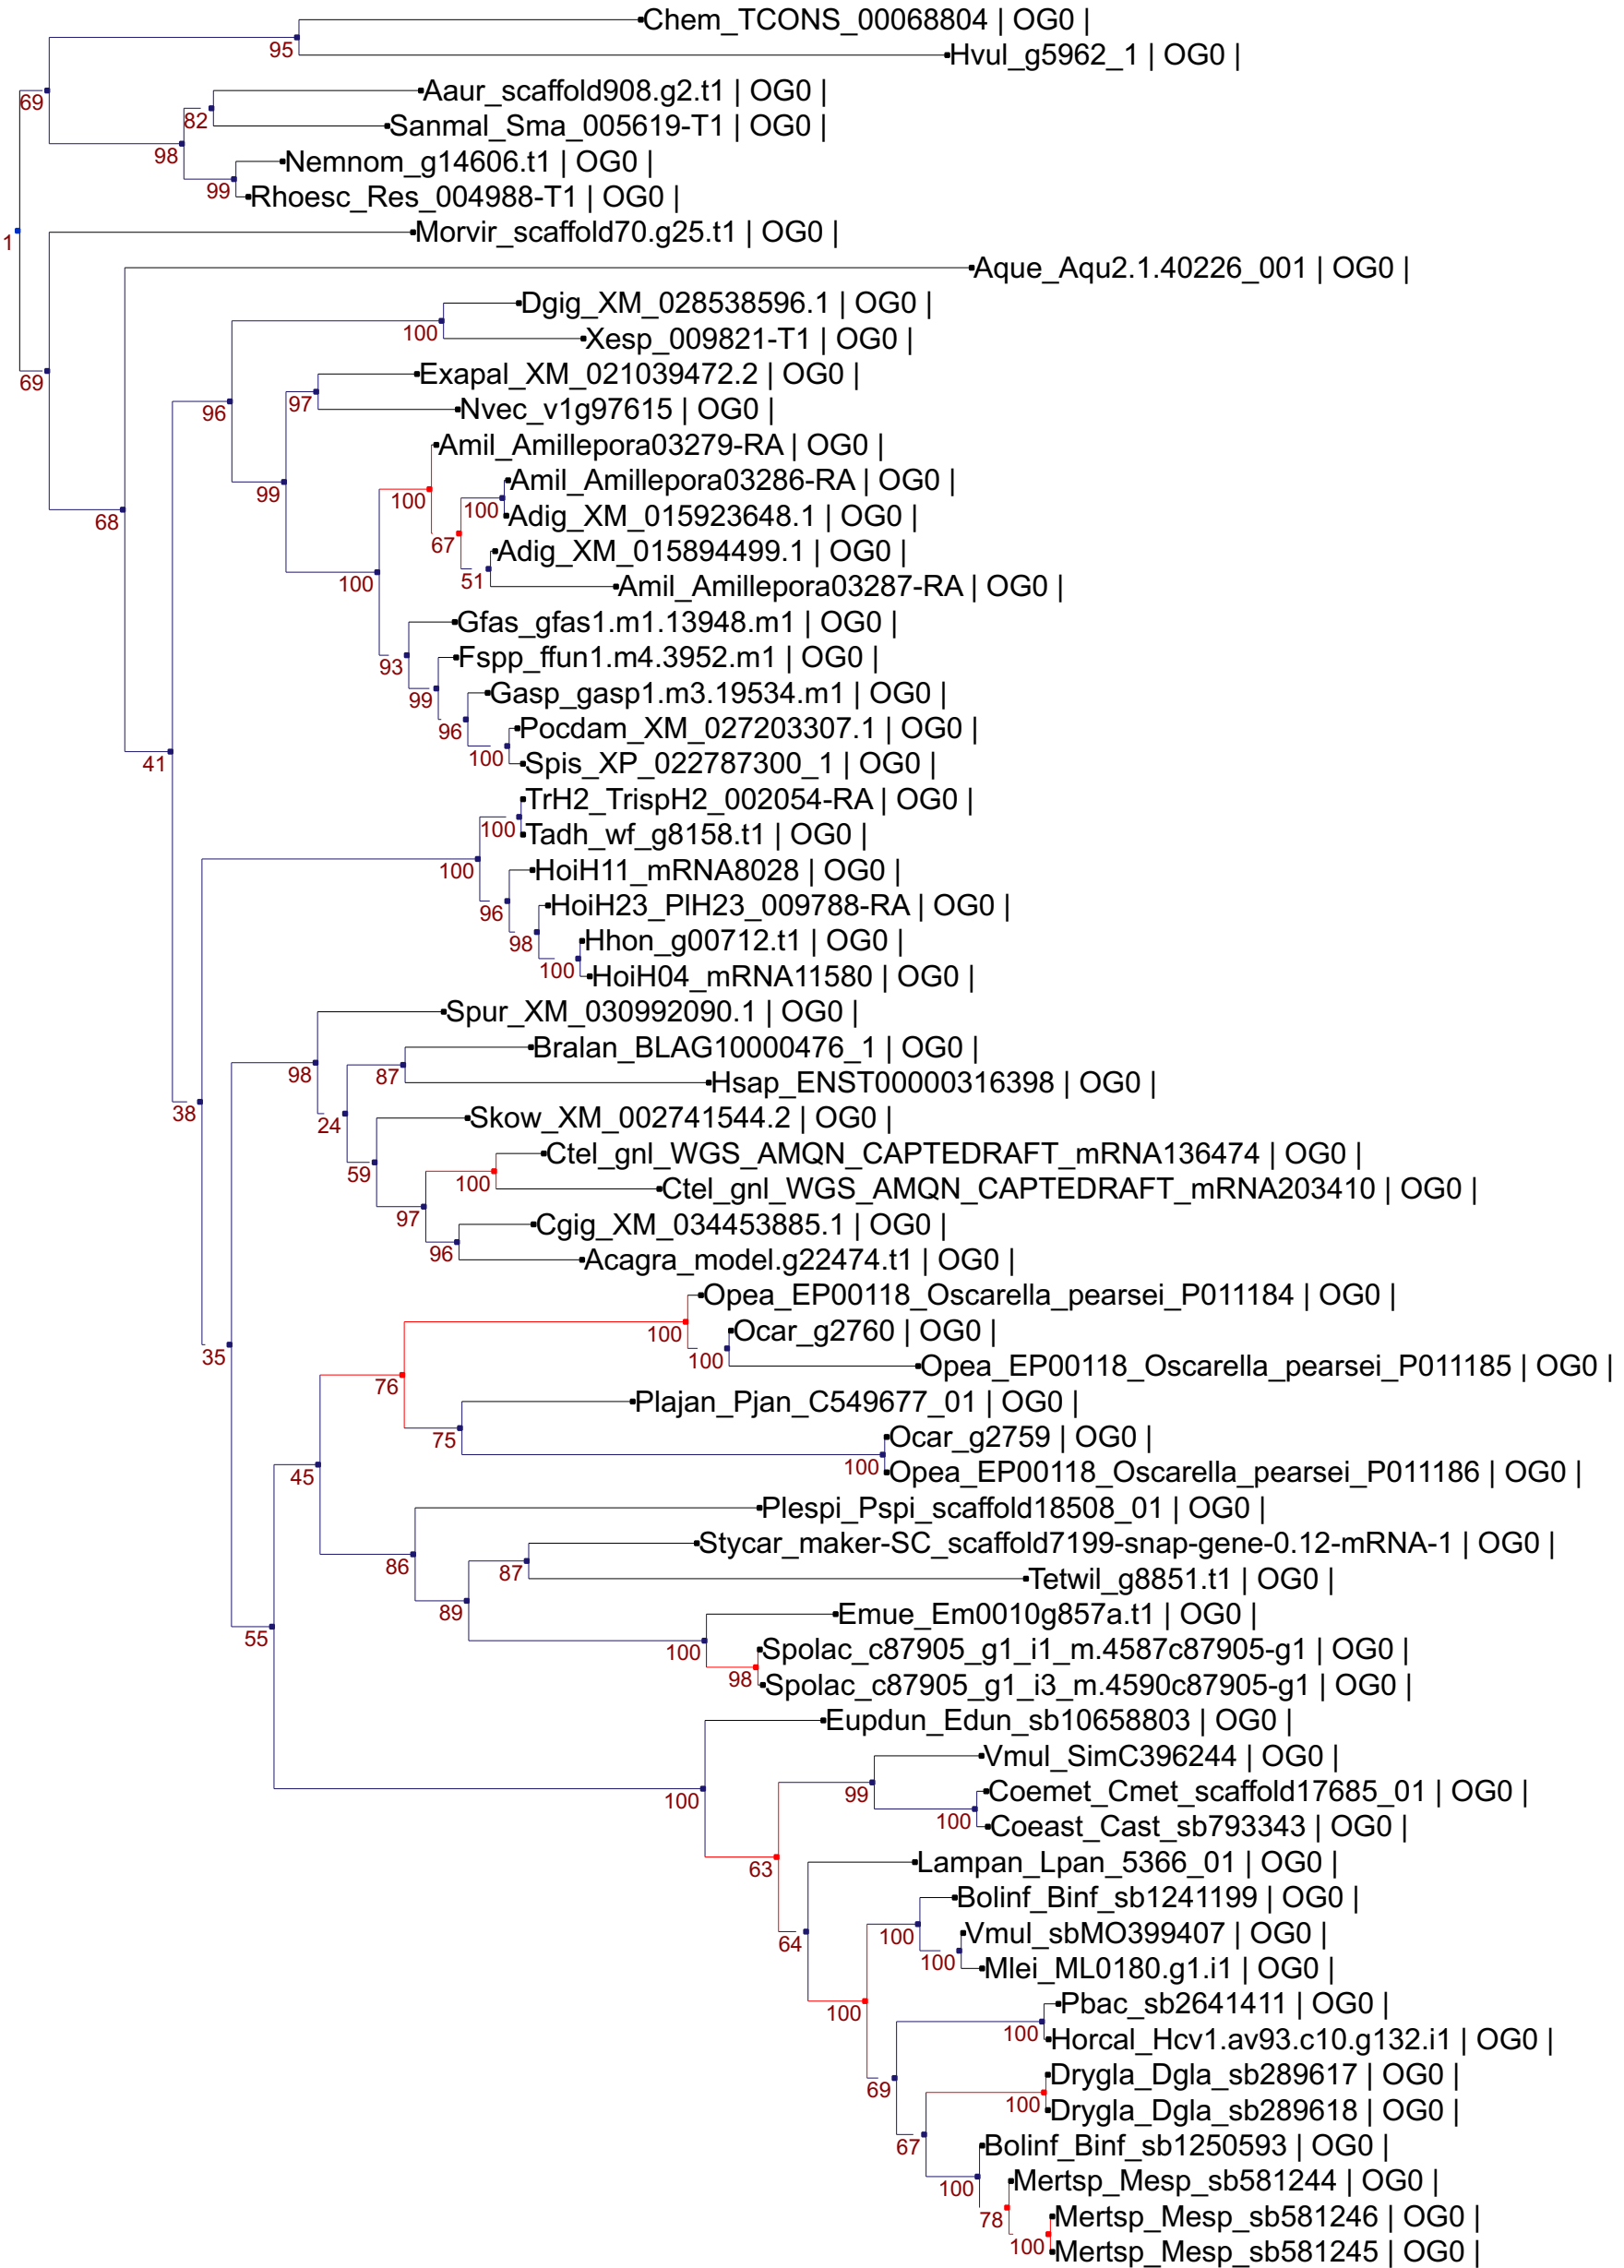 Chem_TCONS_00068804 | OG0 |
95
Hvul_g5962_1 | OG0 |
69
Aaur_scaffold908.g2.t1 | OG0 |
82
Sanmal_Sma_005619-T1 | OG0 |
98
Nemnom_g14606.t1 | OG0 |
99
Rhoesc_Res_004988-T1 | OG0 |
1
Morvir_scaffold70.g25.t1 | OG0 |
Aque_Aqu2.1.40226_001 | OG0 |
Dgig_XM_028538596.1 | OG0 |
100
Xesp_009821-T1 | OG0 |
69
Exapal_XM_021039472.2 | OG0 |
96
97
Nvec_v1g97615 | OG0 |
Amil_Amillepora03279-RA | OG0 |
99
100
Amil_Amillepora03286-RA | OG0 |
100
68
Adig_XM_015923648.1 | OG0 |
67
Adig_XM_015894499.1 | OG0 |
100
51
Amil_Amillepora03287-RA | OG0 |
Gfas_gfas1.m1.13948.m1 | OG0 |
93
Fspp_ffun1.m4.3952.m1 | OG0 |
99
Gasp_gasp1.m3.19534.m1 | OG0 |
96
Pocdam_XM_027203307.1 | OG0 |
41
100
Spis_XP_022787300_1 | OG0 |
TrH2_TrispH2_002054-RA | OG0 |
100
Tadh_wf_g8158.t1 | OG0 |
100
HoiH11_mRNA8028 | OG0 |
96
HoiH23_PlH23_009788-RA | OG0 |
98
Hhon_g00712.t1 | OG0 |
100
HoiH04_mRNA11580 | OG0 |
Spur_XM_030992090.1 | OG0 |
Bralan_BLAG10000476_1 | OG0 |
98
87
Hsap_ENST00000316398 | OG0 |
38
24
Skow_XM_002741544.2 | OG0 |
59
Ctel_gnl_WGS_AMQN_CAPTEDRAFT_mRNA136474 | OG0 |
100
Ctel_gnl_WGS_AMQN_CAPTEDRAFT_mRNA203410 | OG0 |
97
Cgig_XM_034453885.1 | OG0 |
96
Acagra_model.g22474.t1 | OG0 |
Opea_EP00118_Oscarella_pearsei_P011184 | OG0 |
100
Ocar_g2760 | OG0 |
35
100
Opea_EP00118_Oscarella_pearsei_P011185 | OG0 |
76
Plajan_Pjan_C549677_01 | OG0 |
75
Ocar_g2759 | OG0 |
45
100
Opea_EP00118_Oscarella_pearsei_P011186 | OG0 |
Plespi_Pspi_scaffold18508_01 | OG0 |
Stycar_maker-SC_scaffold7199-snap-gene-0.12-mRNA-1 | OG0 |
86
87
Tetwil_g8851.t1 | OG0 |
89
Emue_Em0010g857a.t1 | OG0 |
55
100
Spolac_c87905_g1_i1_m.4587c87905-g1 | OG0 |
98
Spolac_c87905_g1_i3_m.4590c87905-g1 | OG0 |
Eupdun_Edun_sb10658803 | OG0 |
Vmul_SimC396244 | OG0 |
99
100
Coemet_Cmet_scaffold17685_01 | OG0 |
100
Coeast_Cast_sb793343 | OG0 |
63
Lampan_Lpan_5366_01 | OG0 |
Bolinf_Binf_sb1241199 | OG0 |
100
64
Vmul_sbMO399407 | OG0 |
100
Mlei_ML0180.g1.i1 | OG0 |
100
Pbac_sb2641411 | OG0 |
100
Horcal_Hcv1.av93.c10.g132.i1 | OG0 |
69
Drygla_Dgla_sb289617 | OG0 |
100
Drygla_Dgla_sb289618 | OG0 |
67
Bolinf_Binf_sb1250593 | OG0 |
100
Mertsp_Mesp_sb581244 | OG0 |
78
Mertsp_Mesp_sb581246 | OG0 |
100
Mertsp_Mesp_sb581245 | OG0 |